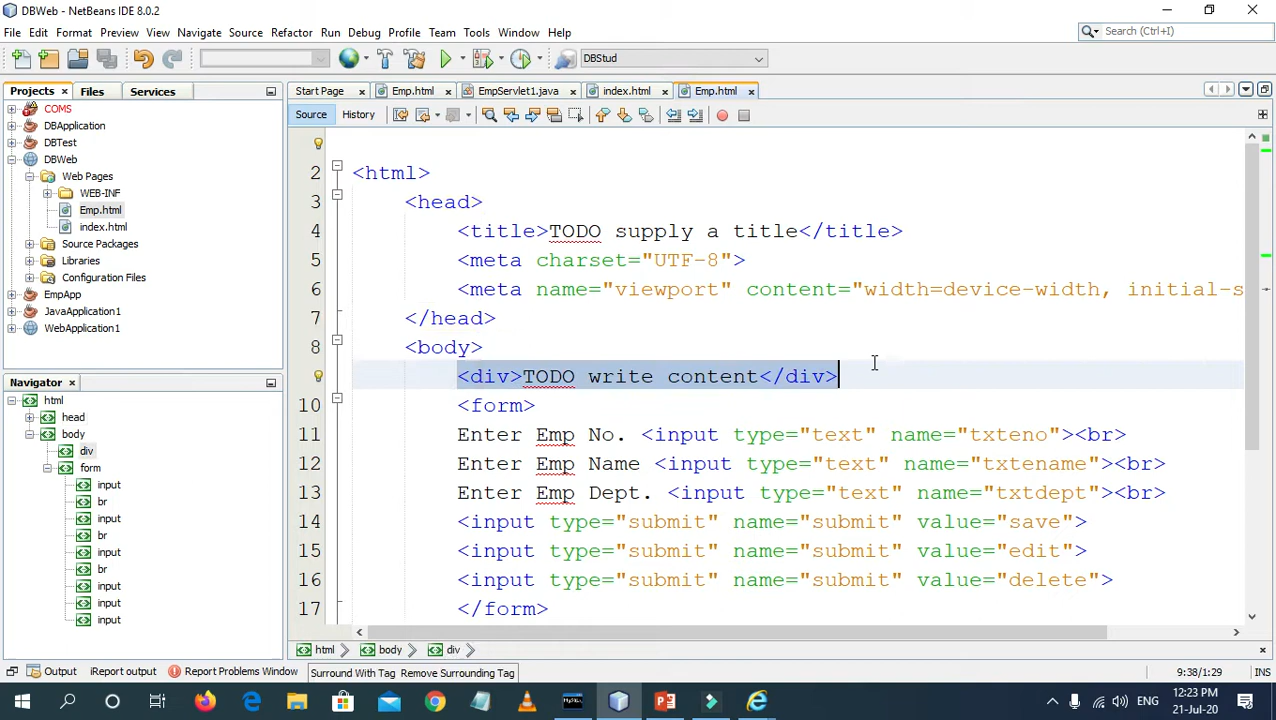 DBWeb - NetBeans IDE 8.0.2
File Edit Format Preview View Navigate Source Refactor Run Debug Profile Team Tools Window Help
Search (Ctrl+I)
DBStud
Projects Files Services
Start Page Emp.html EmpServlet1.java index.html Emp.html
Source History
COMS
DBApplication
DBTest
DBWeb
Web Pages
WEB-INF
Emp.html
index.html
Source Packages
Libraries
Configuration Files
EmpApp
JavaApplication1
WebApplication1
Navigator
html
head
body
div
form
input
br
input
br
input
br
input
input
input
2 <html>
3 <head>
4 <title>TODO supply a title</title>
5 <meta charset="UTF-8">
6 <meta name="viewport" content="width=device-width, initial-s
7 </head>
8 <body>
<div>TODO write content</div>
10 <form>
11 Enter Emp No. <input type="text" name="txteno"><br>
12 Enter Emp Name <input type="text" name="txtename"><br>
13 Enter Emp Dept. <input type="text" name="txtdept"><br>
14 <input type="submit" name="submit" value="save">
15 <input type="submit" name="submit" value="edit">
16 <input type="submit" name="submit" value="delete">
17 </form>
html body div
Output iReport output Report Problems Window Surround With Tag Remove Surrounding Tag 9:38/1:29 INS
ENG 12:23 PM
21-Jul-20